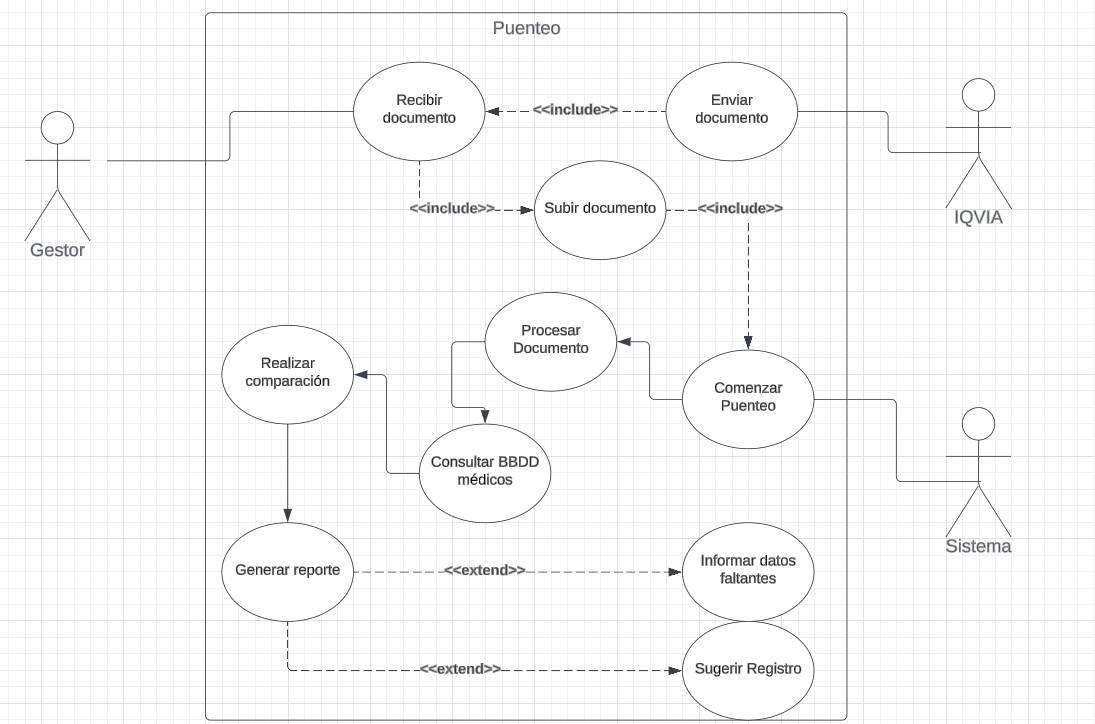 Puenteo
Recibir
documento
<<include>>
Enviar
documento
<<include>>
Subir documento
<<include>>
IQVIA
Gestor
Procesar
Documento
Realizar
comparación
Comenzar
Puenteo
Consultar BBDD
médicos
Sistema
Generar reporte
<<extend>>
Informar datos
faltantes
<<extend>>
Sugerir Registro